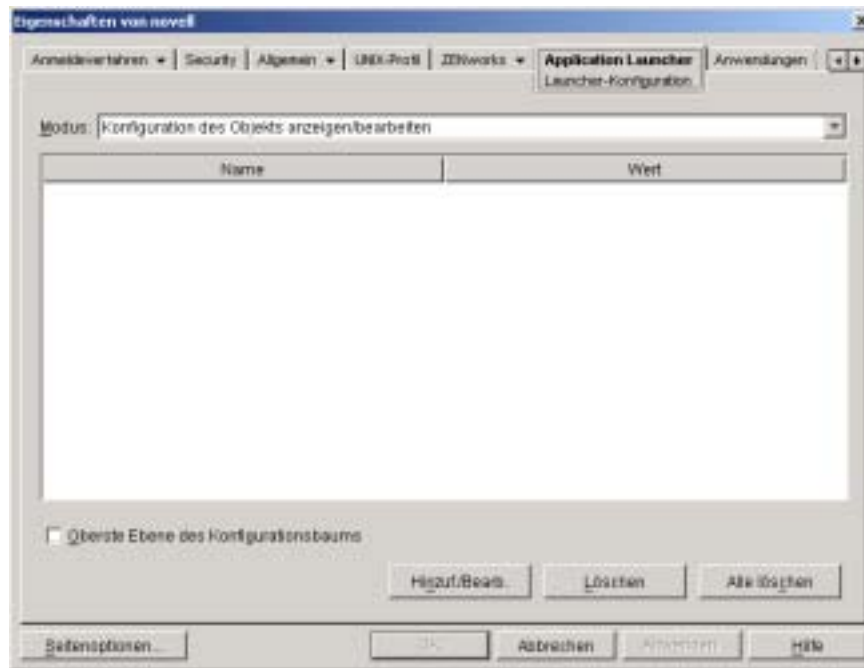 Eigenschaften von novell
Anmeldeverfahren Security Allgemein UNIX-Profil ZENworks Application Launcher Anwendungen
Launcher-Konfiguration
Modus: Konfiguration des Objekts anzeigen/bearbeiten
Name Wert
Oberste Ebene des Konfigurationsbaums
Hinzuf./Bearb. Löschen Alle löschen
Seitenoptionen... OK Abbrechen Anwenden Hilfe